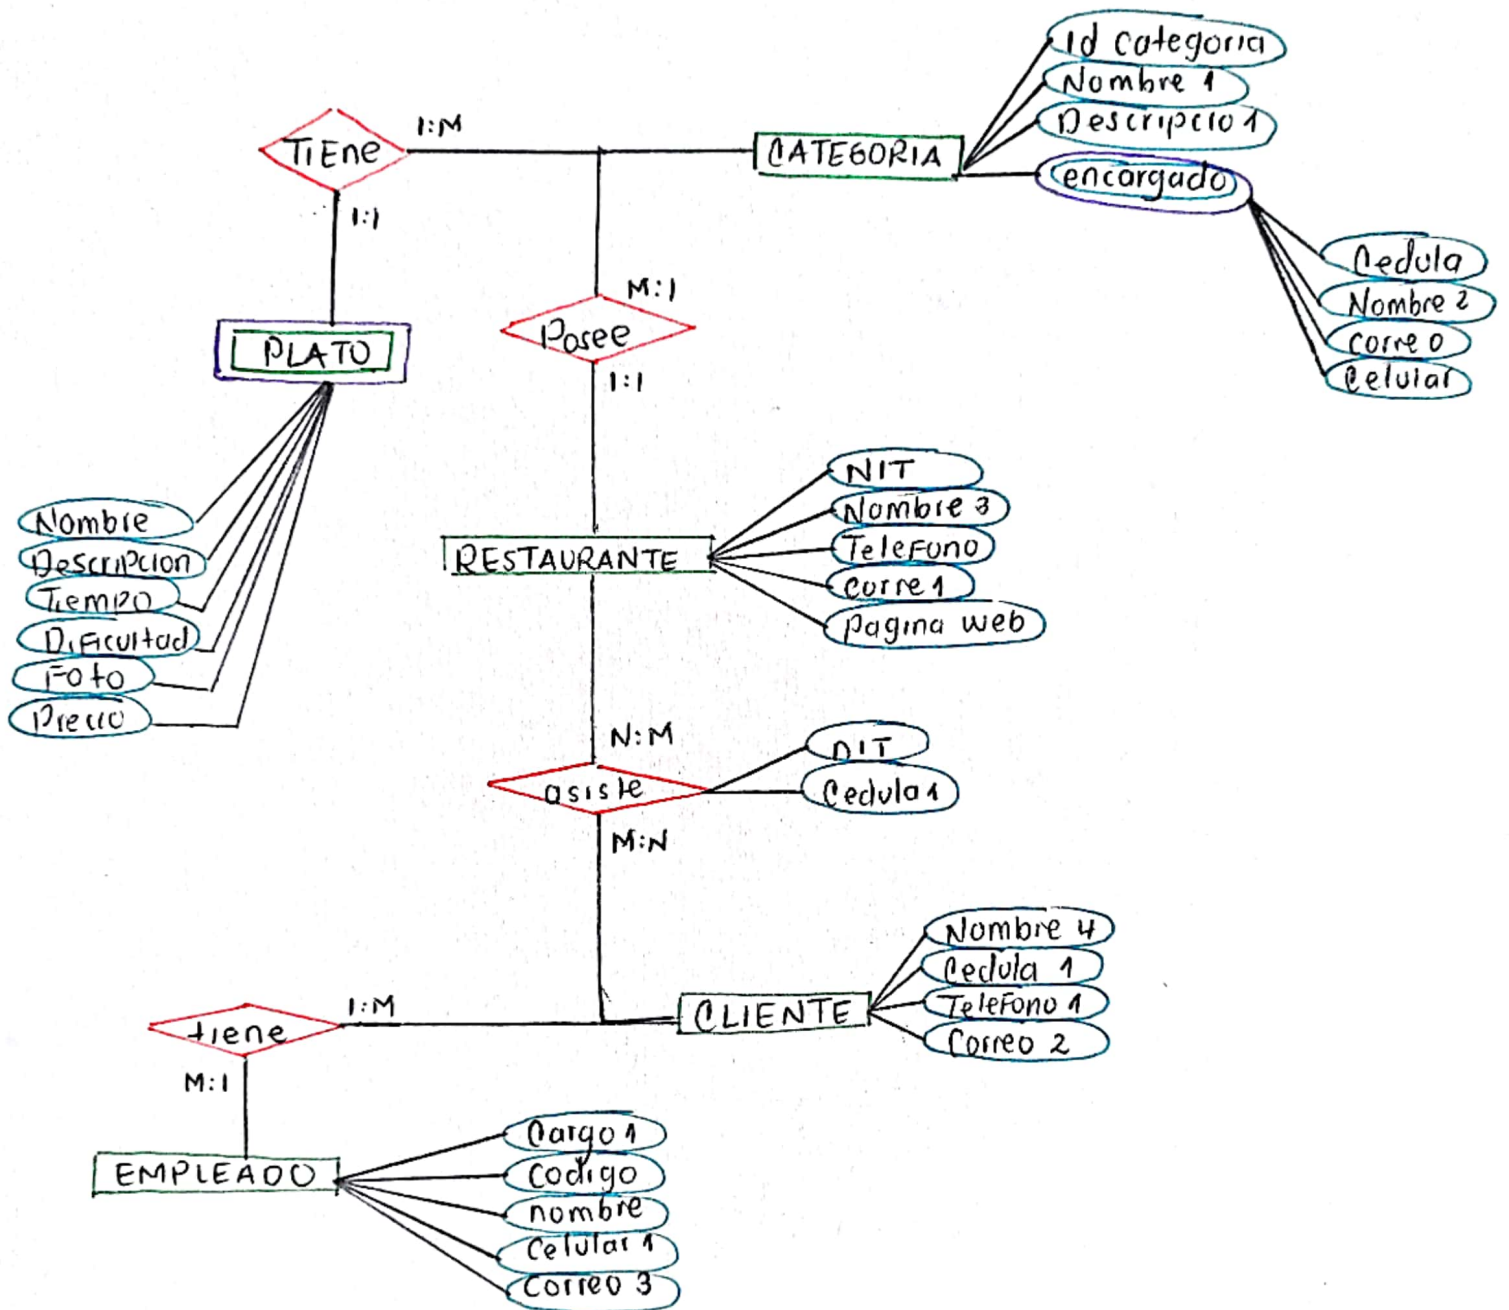 Id categoria
Nombre 1
Descripcio 1
encargado
Cedula
Nombre 2
correo
Celular
TiEne
1:M
CATEGORIA
1:1
PLATO
M:1
Posee
1:1
Nombre
Descripcion
Tiempo
Dificultad
Foto
Precio
RESTAURANTE
NIT
Nombre 3
Telefono
corre 1
pagina web
N:M
asiste
NIT
Cedula 1
M:N
CLIENTE
Nombre 4
Cedula 1
Telefono 1
Correo 2
tiene
1:M
M:1
EMPLEADO
Cargo 1
Codigo
nombre
Celular 1
Correo 3